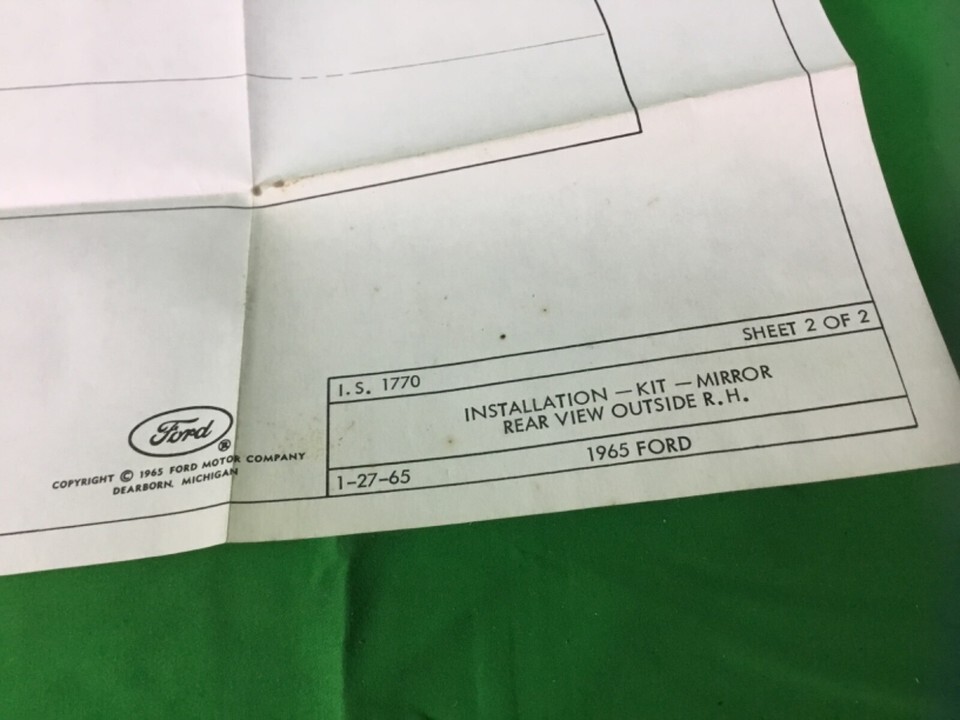 SHEET 2 OF 2
I.S. 1770
INSTALLATION – KIT – MIRROR
REAR VIEW OUTSIDE R.H.
1965 FORD
1-27-65
Ford
®
COPYRIGHT © 1965 FORD MOTOR COMPANY
DEARBORN, MICHIGAN